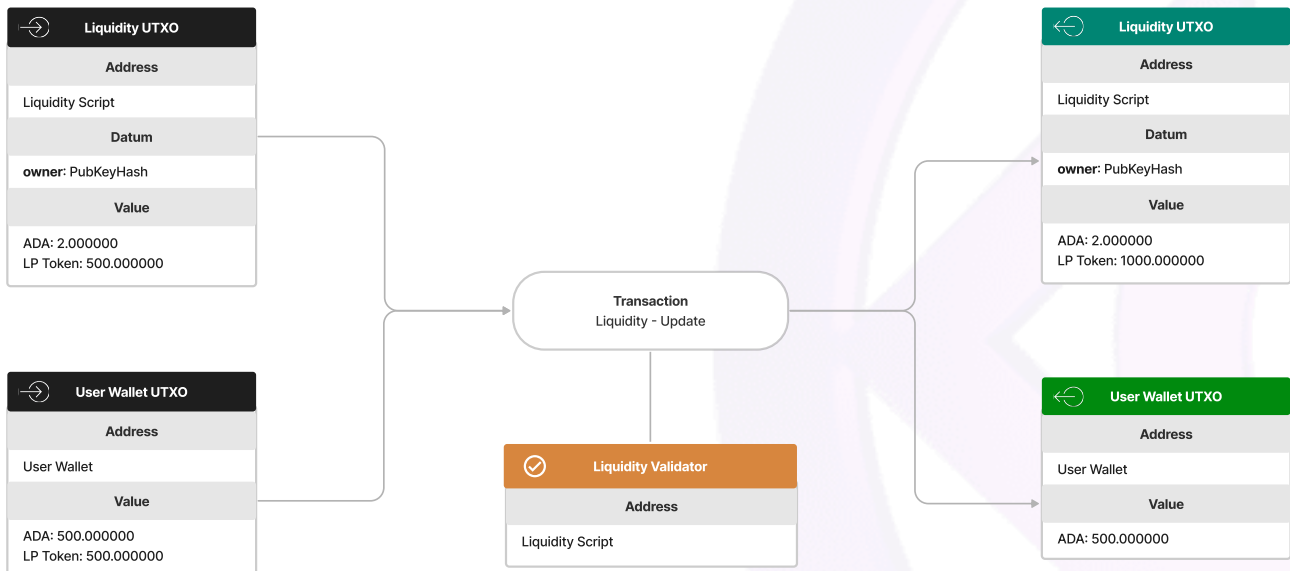 Liquidity UTXO
Address
Liquidity Script
Datum
owner: PubKeyHash
Value
ADA: 2.000000
LP Token: 500.000000
User Wallet UTXO
Address
User Wallet
Value
ADA: 500.000000
LP Token: 500.000000
Transaction
Liquidity - Update
Liquidity Validator
Address
Liquidity Script
Liquidity UTXO
Address
Liquidity Script
Datum
owner: PubKeyHash
Value
ADA: 2.000000
LP Token: 1000.000000
User Wallet UTXO
Address
User Wallet
Value
ADA: 500.000000